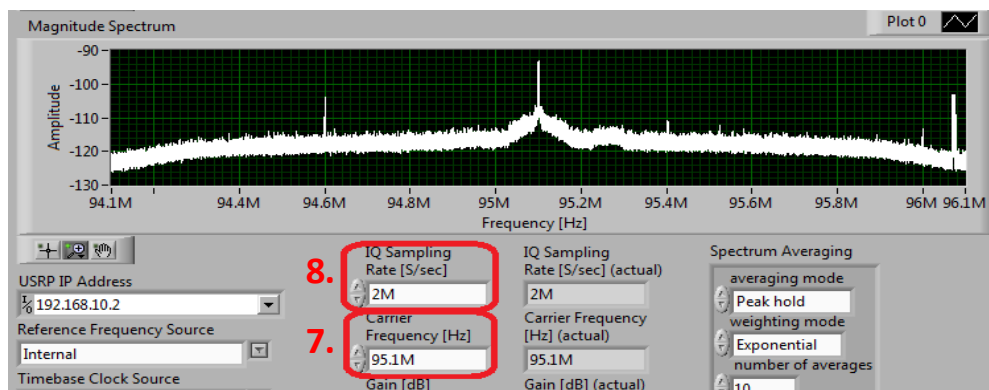 Magnitude Spectrum
Plot 0
-90
-100
-110
-120
-130
Amplitude
94.1M 94.4M 94.6M 94.8M 95M 95.2M 95.4M 95.6M 95.8M 96M 96.1M
Frequency [Hz]
USRP IP Address
192.168.10.2
Reference Frequency Source
Internal
Timebase Clock Source
8.
IQ Sampling
Rate [S/sec]
2M
7.
Carrier
Frequency [Hz]
95.1M
Gain [dB]
IQ Sampling
Rate [S/sec] (actual)
2M
Carrier Frequency
[Hz] (actual)
95.1M
Gain [dB] (actual)
Spectrum Averaging
averaging mode
Peak hold
weighting mode
Exponential
number of averages
10